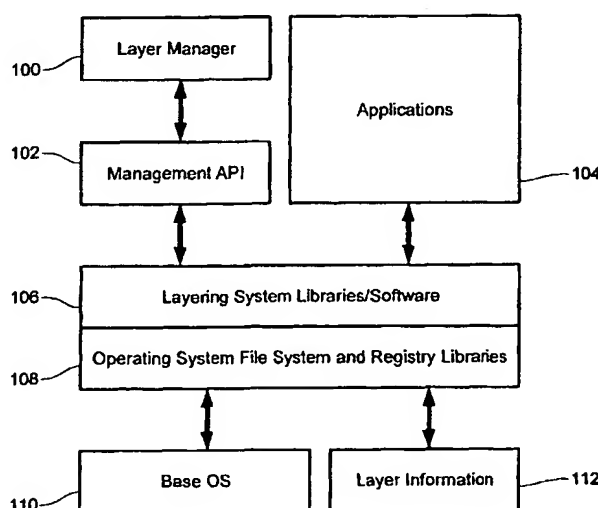 Layer Manager
100
Applications
102
Management API
104
106
Layering System Libraries/Software
Operating System File System and Registry Libraries
108
Base OS
110
Layer Information
112